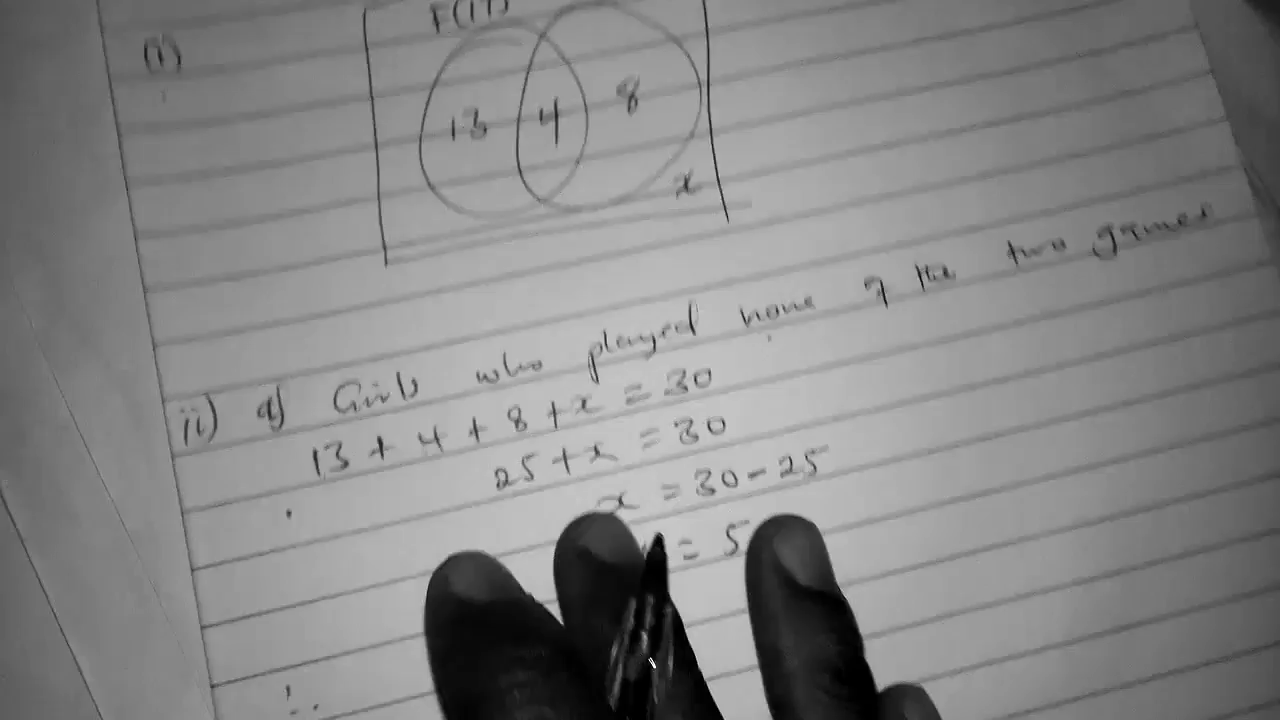 (i)
F(17)
13 4 8
x
ii) a) Girls who played none of the two games
13 + 4 + 8 + x = 30
25 + x = 30
x = 30 - 25
= 5
∴